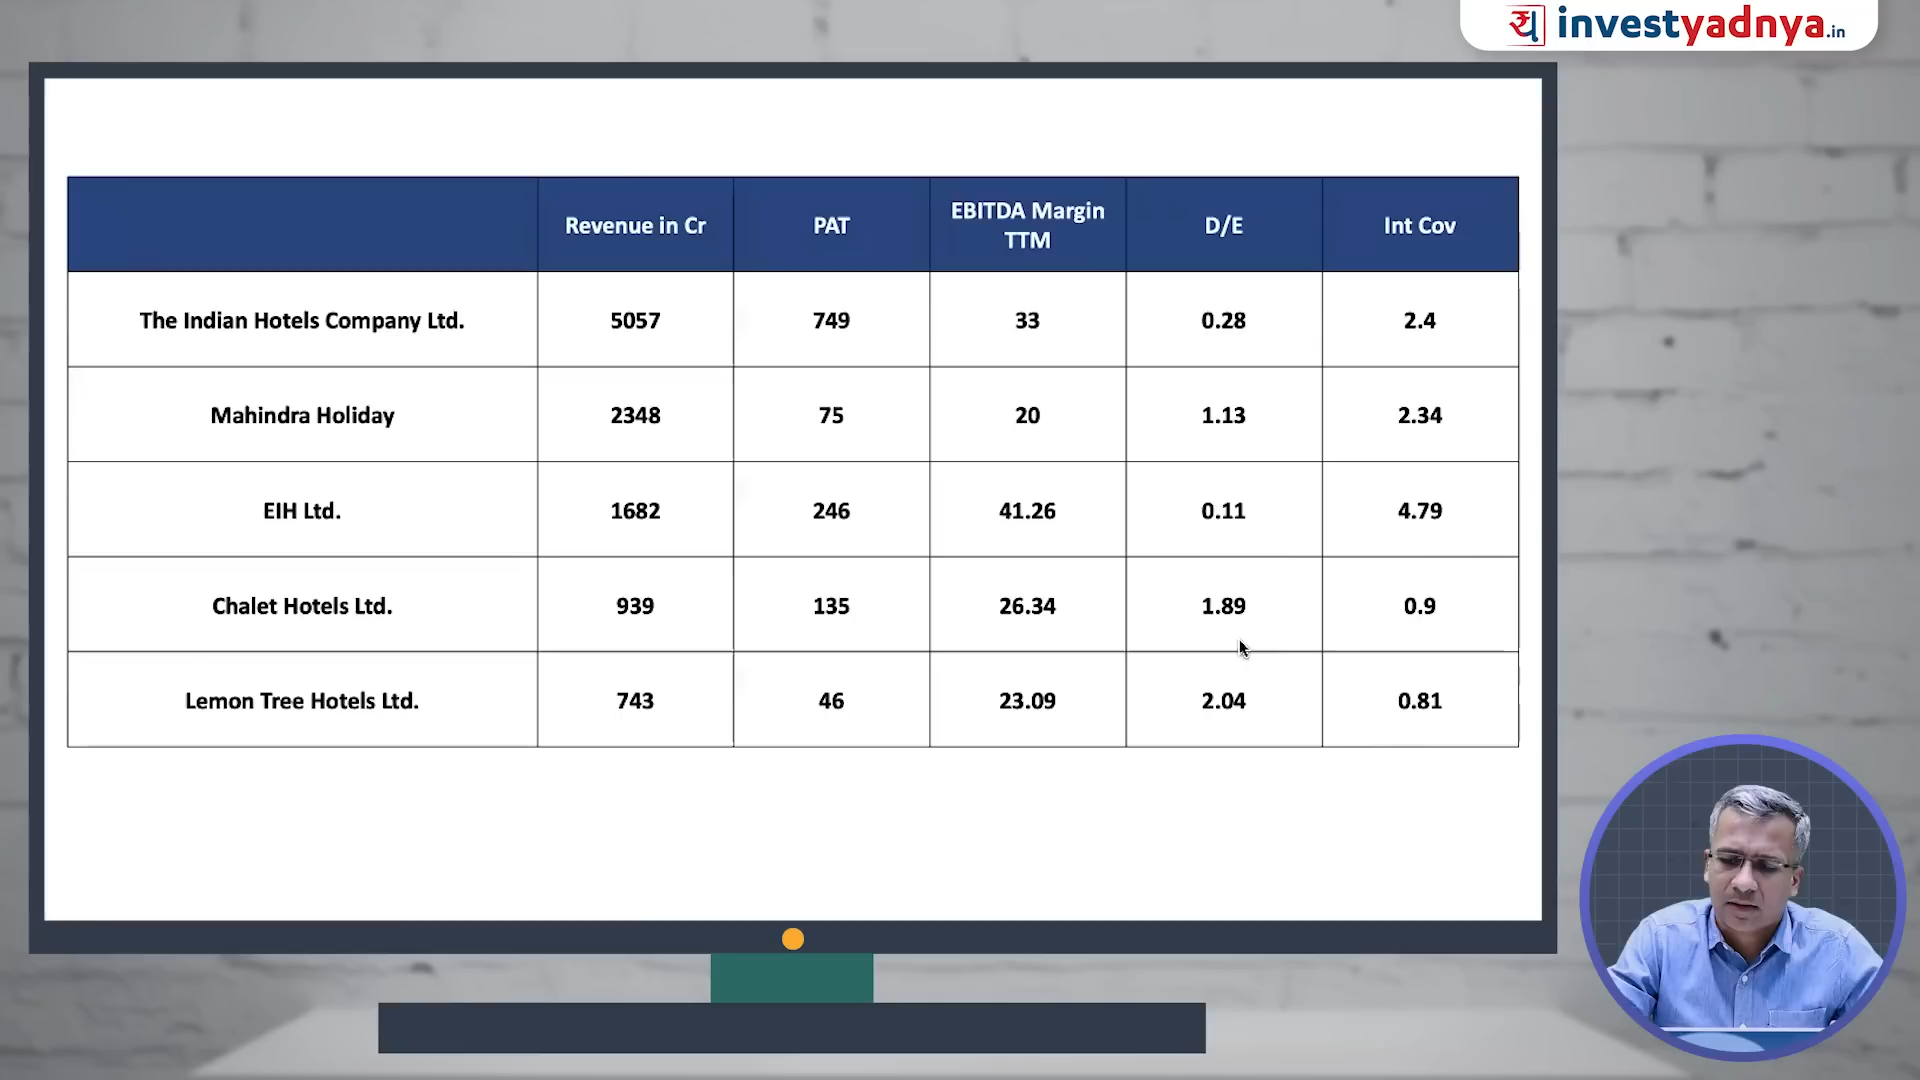 investyadnya.in
Revenue in Cr PAT EBITDA Margin TTM D/E Int Cov
The Indian Hotels Company Ltd. 5057 749 33 0.28 2.4
Mahindra Holiday 2348 75 20 1.13 2.34
EIH Ltd. 1682 246 41.26 0.11 4.79
Chalet Hotels Ltd. 939 135 26.34 1.89 0.9
Lemon Tree Hotels Ltd. 743 46 23.09 2.04 0.81